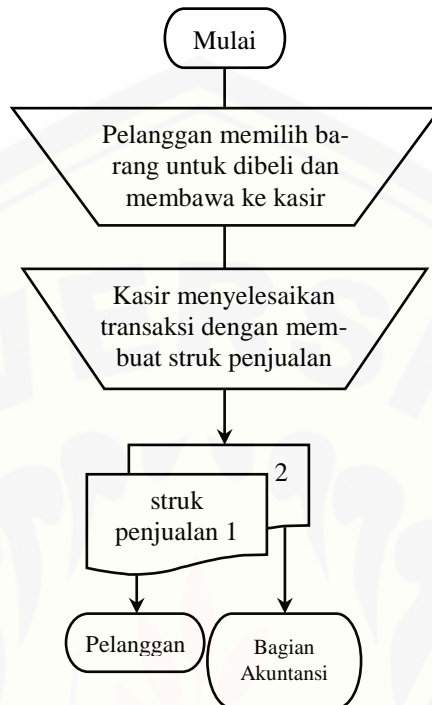 Mulai
Pelanggan memilih ba-
rang untuk dibeli dan
membawa ke kasir
Kasir menyelesaikan
transaksi dengan mem-
buat struk penjualan
2
struk
penjualan 1
Pelanggan
Bagian
Akuntansi